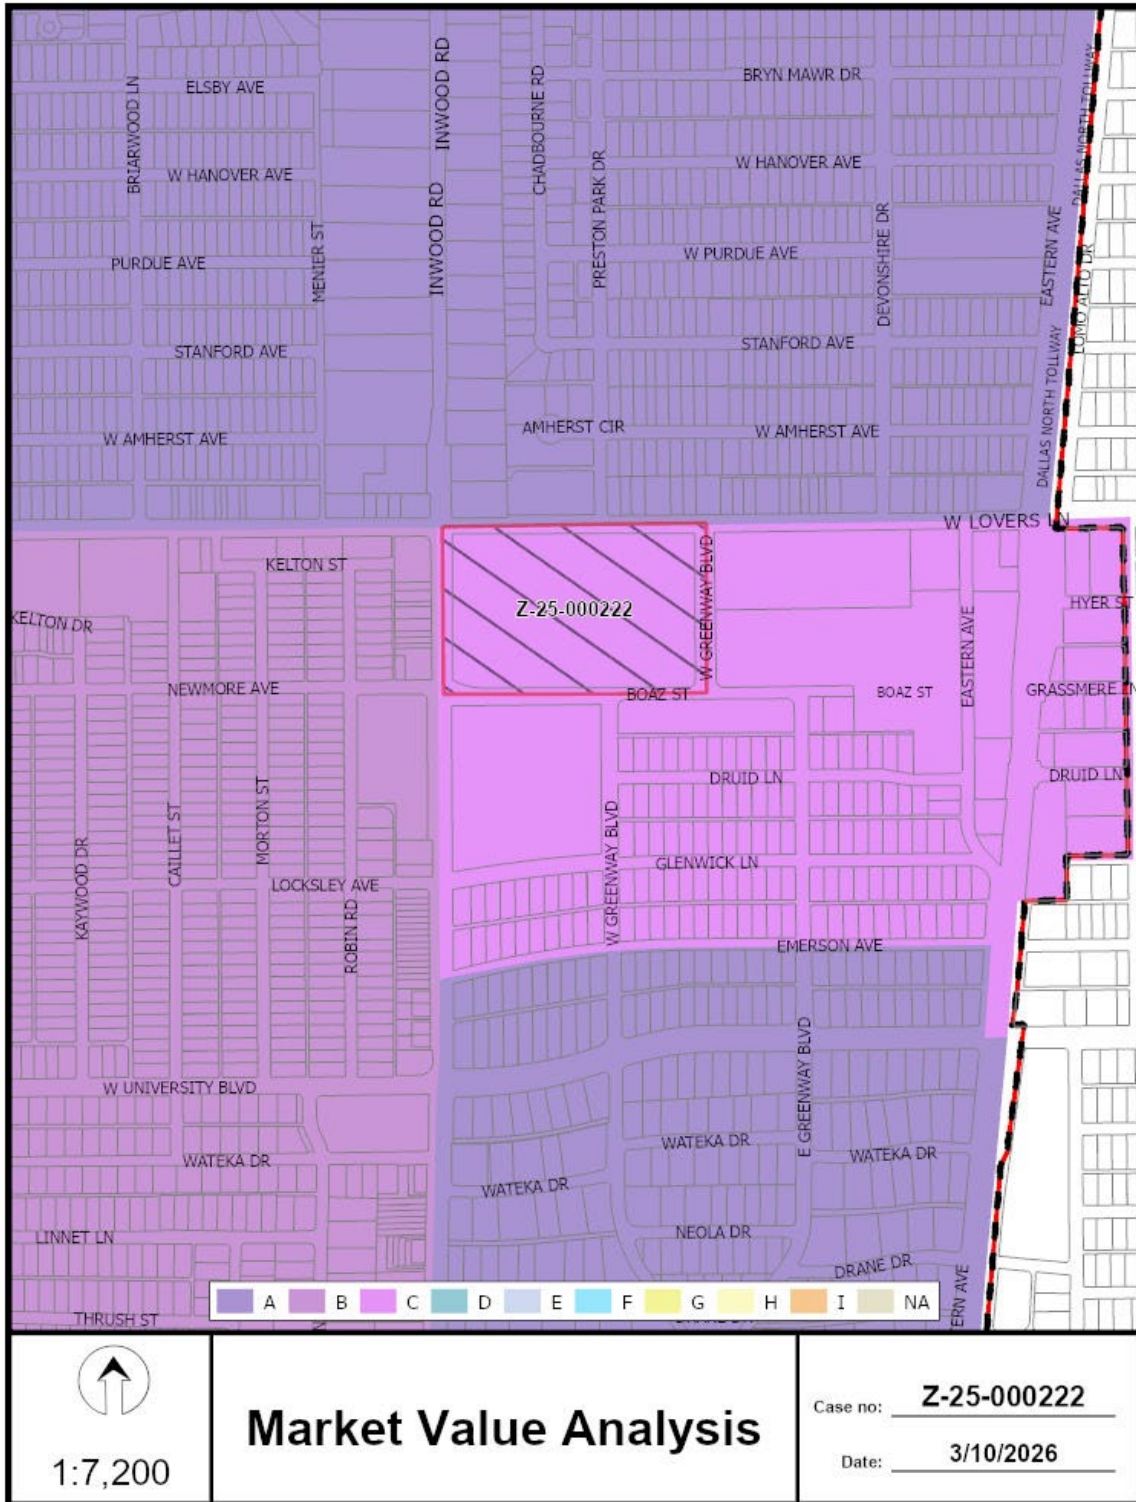 BRYN MAWR DR
ELSBY AVE
BRIARWOOD LN
INWOOD RD
CHADBOURNE RD
DALLAS NORTH TOLLWAY
W HANOVER AVE
W HANOVER AVE
PRESTON PARK DR
INWOOD RD
MENIER ST
PURDUE AVE
W PURDUE AVE
DEVONSHIRE DR
EASTERN AVE
LOMO ALTO DR
STANFORD AVE
STANFORD AVE
DALLAS NORTH TOLLWAY
W AMHERST AVE
AMHERST CIR
W AMHERST AVE
W LOVERS LN
KELTON ST
W GREENWAY BLVD
Z-25-000222
HYER ST
KELTON DR
EASTERN AVE
NEWMORE AVE
BOAZ ST
BOAZ ST
GRASSMERE LN
DRUID LN
DRUID LN
MORTON ST
CAILLET ST
KAYWOOD DR
W GREENWAY BLVD
GLENWICK LN
LOCKSLEY AVE
ROBIN RD
EMERSON AVE
E GREENWAY BLVD
W UNIVERSITY BLVD
WATEKA DR
WATEKA DR
WATEKA DR
WATEKA DR
LINNET LN
NEOLA DR
DRANE DR
ERN AVE
A B C D E F G H I NA
THRUSH ST
1:7,200
Market Value Analysis
Case no: Z-25-000222
Date: 3/10/2026